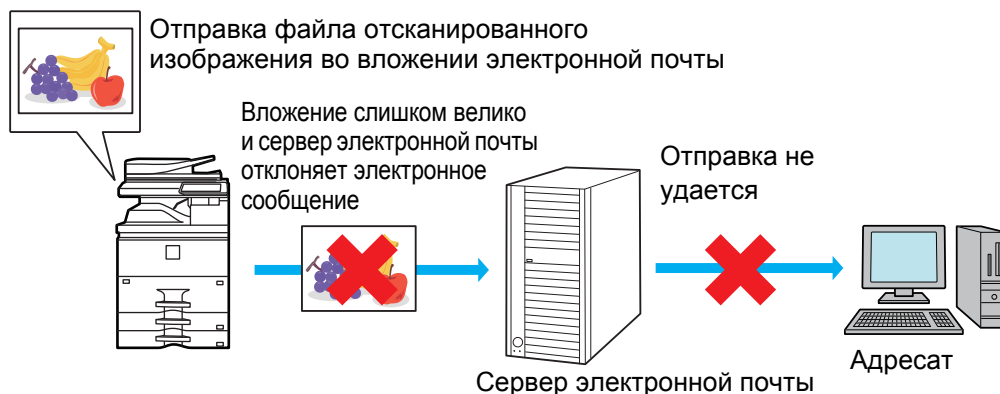 Отправка файла отсканированного
изображения во вложении электронной почты
Вложение слишком велико
и сервер электронной почты
отклоняет электронное
сообщение
Отправка не
удается
Адресат
Сервер электронной почты